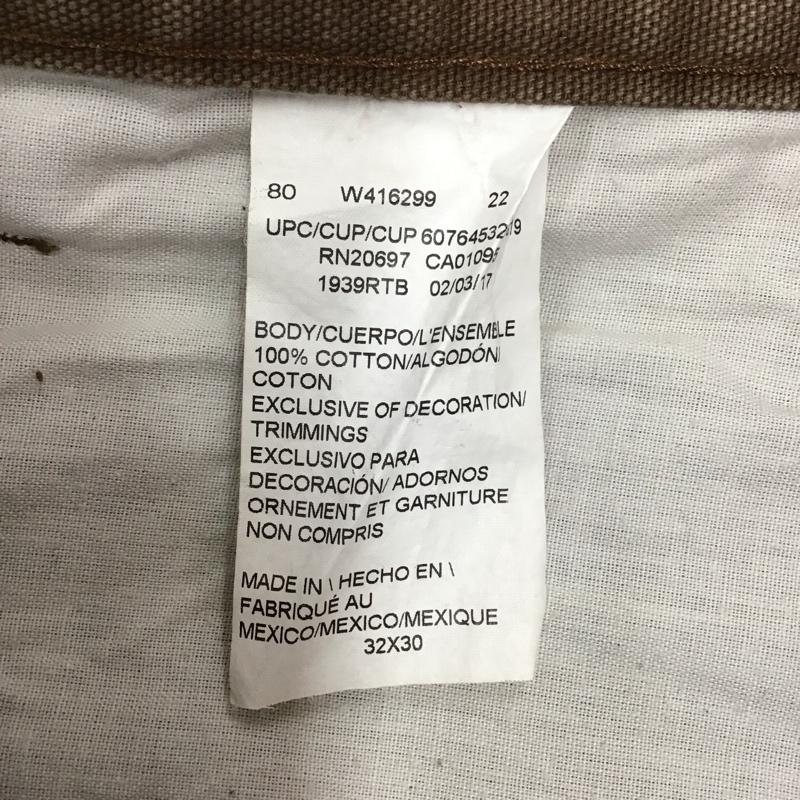 80 W416299 22
UPC/CUP/CUP
RN20697
1939RTB 02/03/17
BODY/CUERPO/L'ENSEMBLE
100% COTTON/ALGODÓN/
COTON
EXCLUSIVE OF DECORATION/
TRIMMINGS
EXCLUSIVO PARA
DECORACIÓN/ ADORNOS
ORNEMENT ET GARNITURE
NON COMPRIS
MADE IN \ HECHO EN \
FABRIQUÉ AU
MEXICO/MEXICO/MEXIQUE
32X30